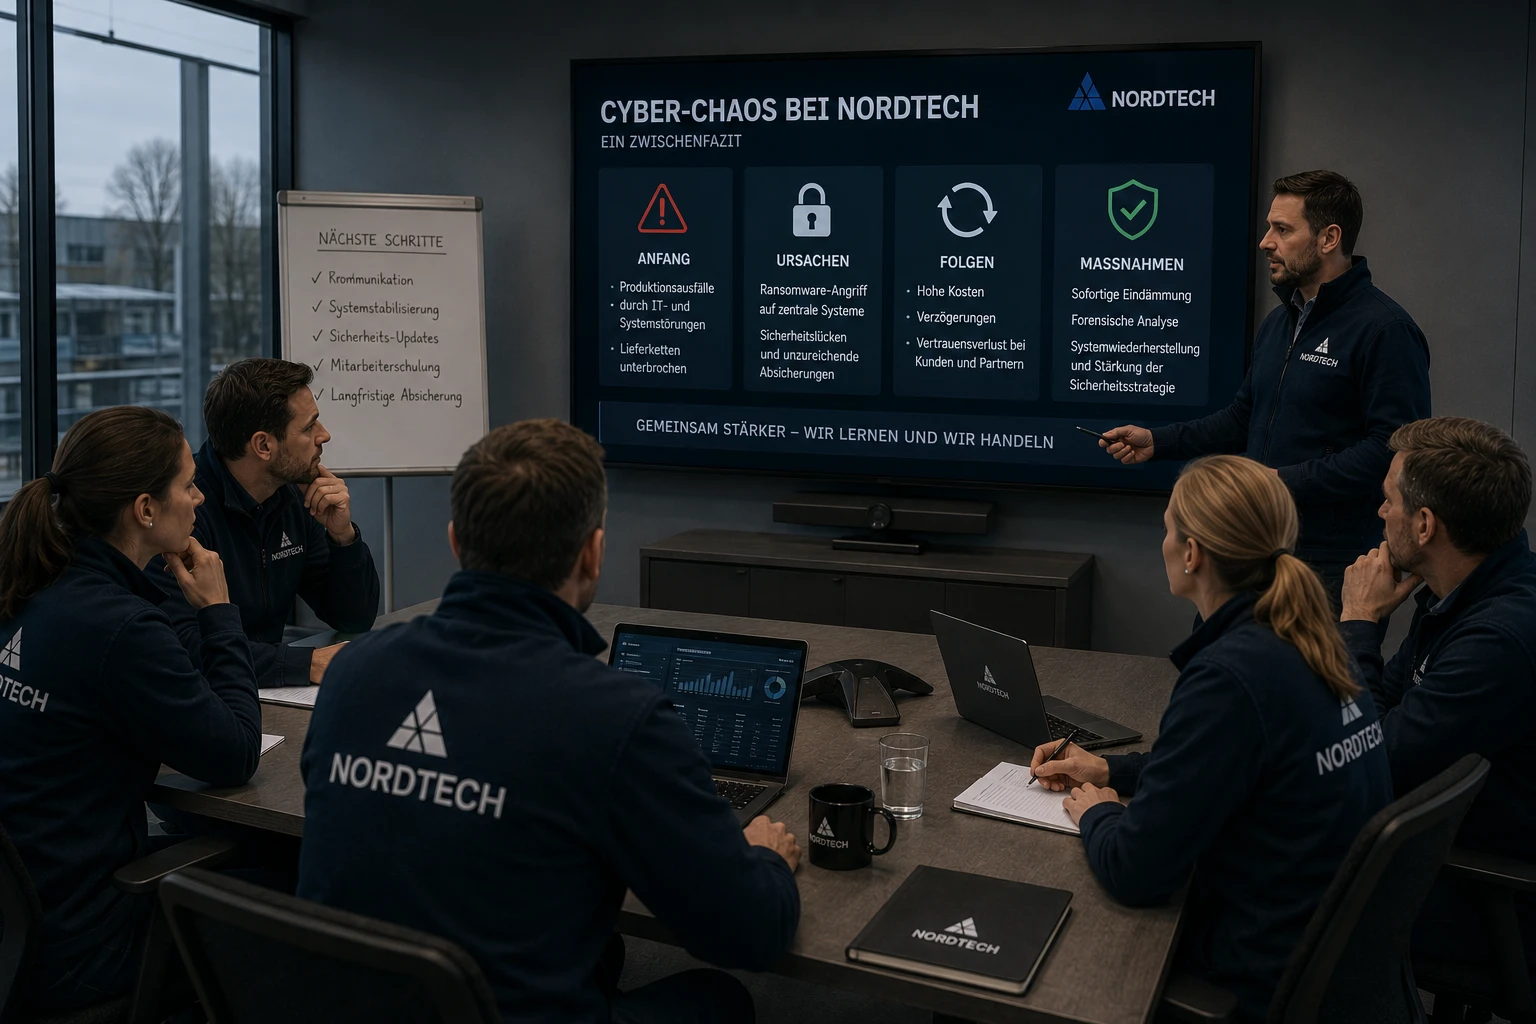 CYBER-CHAOS BEI NORDTECH
EIN ZWISCHENFAZIT
NORDTECH
ANFANG
• Produktionsausfälle
• durch IT- und
Systemstörungen
• Lieferketten
unterbrochen
URSACHEN
Ransomware-Angriff
auf zentrale Systeme
Sicherheitslücken
und unzureichende
Absicherungen
FOLGEN
• Hohe Kosten
• Verzögerungen
• Vertrauensverlust bei
Kunden und Partnern
MASSNAHMEN
Sofortige Eindämmung
Forensische Analyse
Systemwiederherstellung
und Stärkung der
Sicherheitsstrategie
GEMEINSAM STÄRKER – WIR LERNEN UND WIR HANDELN
NÄCHSTE SCHRITTE
✓ Krommunikation
✓ Systemstabilisierung
✓ Sicherheits-Updates
✓ Mitarbeiterschulung
✓ Langfristige Absicherung
NORDTECH
NORDTECH
DTECH
NORDTECH
NORDTECH
NORDTECH
NORDTECH
NORDTECH